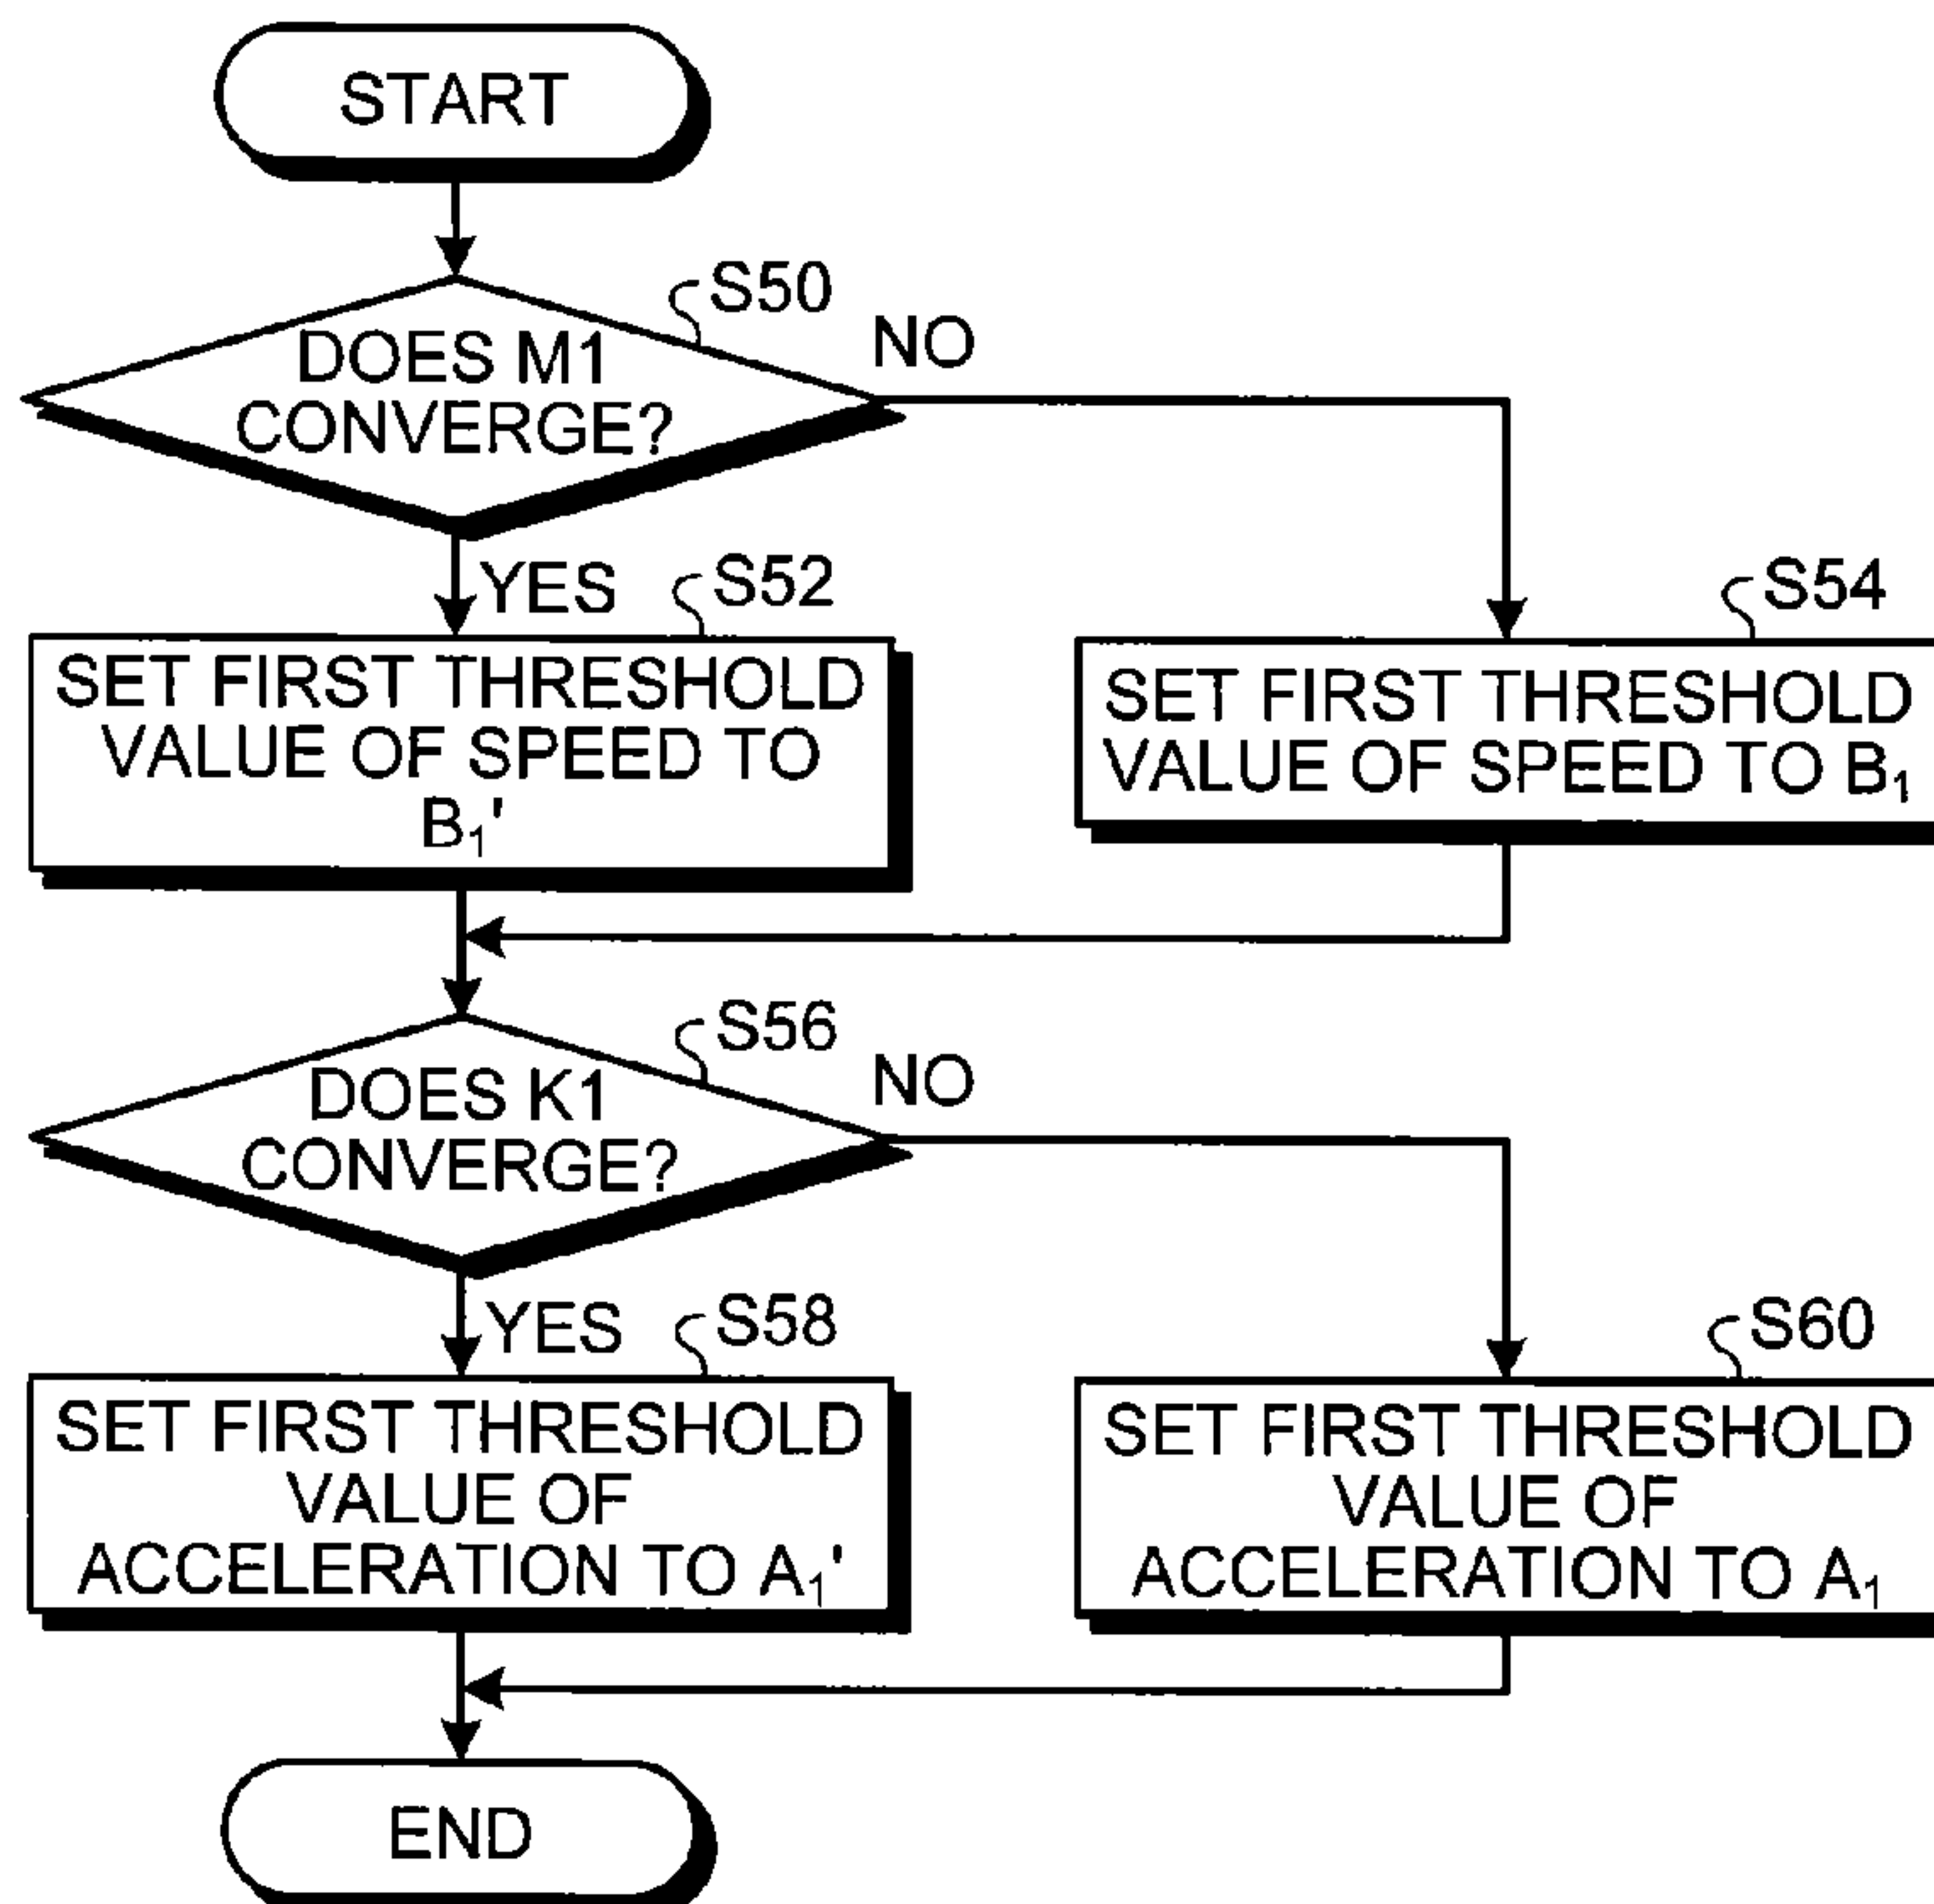 START
S50
DOES M1
CONVERGE?
NO
YES
S52
SET FIRST THRESHOLD
VALUE OF SPEED TO
B₁'
S54
SET FIRST THRESHOLD
VALUE OF SPEED TO B₁
S56
DOES K1
CONVERGE?
NO
YES
S58
SET FIRST THRESHOLD
VALUE OF
ACCELERATION TO A₁'
S60
SET FIRST THRESHOLD
VALUE OF
ACCELERATION TO A₁
END